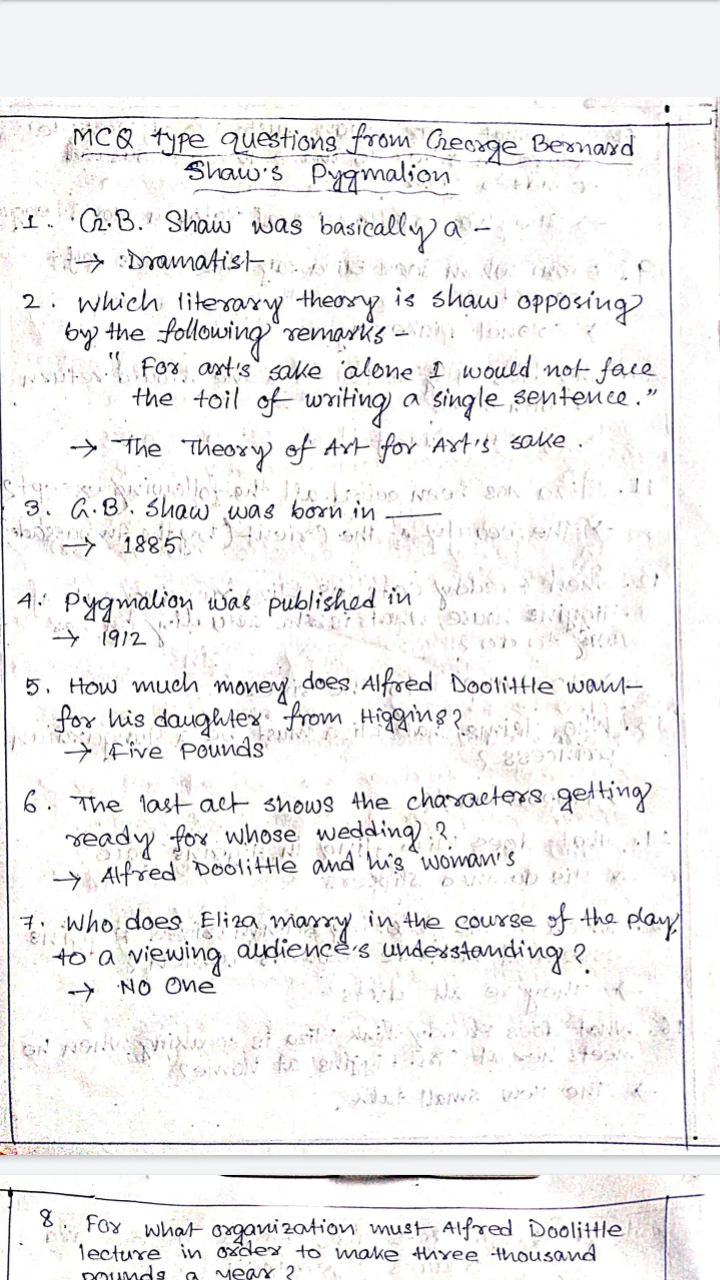 MCQ type questions from George Bernard
Shaw's Pygmalion
1. G.B. Shaw was basically a -
→ Dramatist
2. which literary theory is shaw opposing
by the following remarks -
" For art's sake alone I would not face
the toil of writing a single sentence."
→ The Theory of Art for Art's sake.
3. G.B. Shaw was born in ___
→ 1885
4. Pygmalion was published in
→ 1912
5. How much money does Alfred Doolittle want
for his daughter from Higgins?
→ Five Pounds
6. The last act shows the characters getting
ready for whose wedding?
→ Alfred Doolittle and his woman's
7. Who does Eliza marry in the course of the play
to a viewing audience's understanding?
→ No One
8. For what organization must Alfred Doolittle
lecture in order to make three thousand
pounds a year?